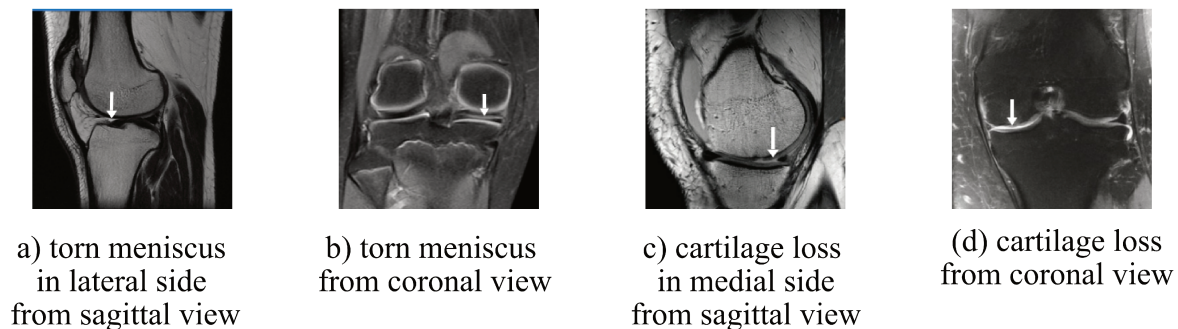 a) torn meniscus
in lateral side
from sagittal view
b) torn meniscus
from coronal view
c) cartilage loss
in medial side
from sagittal view
(d) cartilage loss
from coronal view